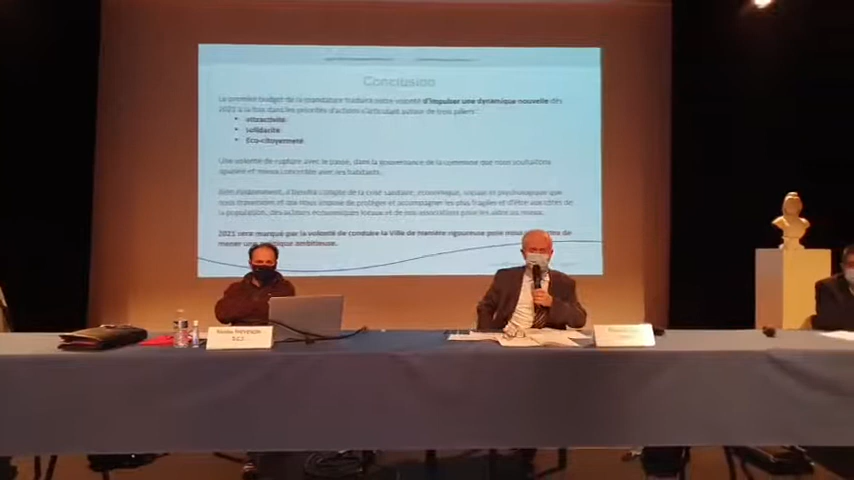 Conclusion
Le premier budget de la mandature traduira notre volonté d'impulser une dynamique nouvelle dès
2021 à la fois dans les priorités d'actions s'articulant autour de trois piliers :
• attractivité
• solidarité
• Éco-citoyenneté
Une volonté de rupture avec le passé, dans la gouvernance de la commune que nous souhaitons
apaisée et mieux concertée avec les habitants.
Bien évidemment, il faudra compte de la crise sanitaire, économique, sociale et psychologique que
nous traversons et qui nous impose de protéger et accompagner les plus fragiles et d'être aux côtés de
la population, des acteurs économiques locaux et de nos associations pour les aider au mieux.
2021 sera marqué par la volonté de conduire la Ville de manière rigoureuse pour
manière ambitieuse.
DGS